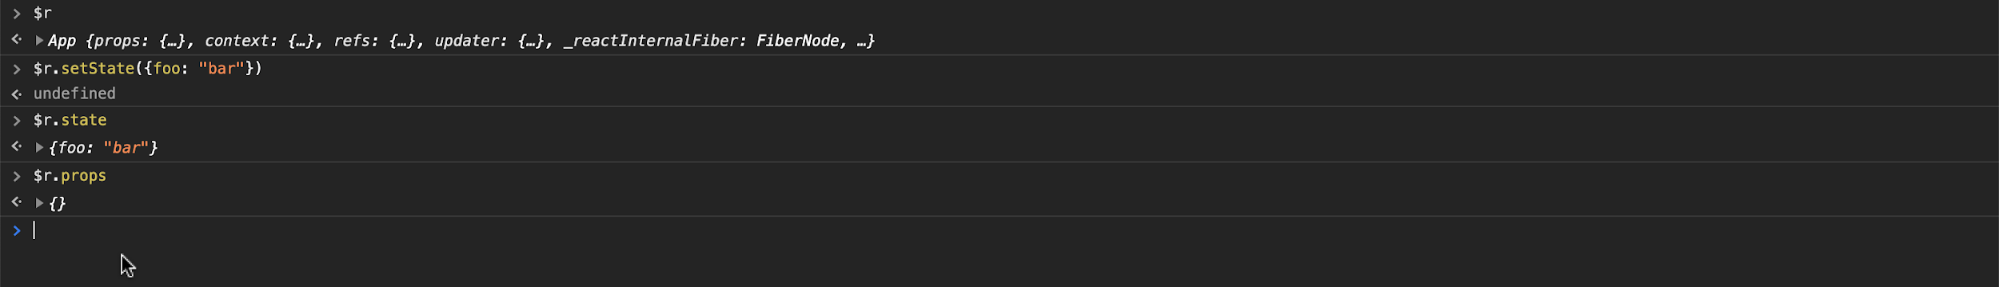 > $r
<· ▶App {props: {…}, context: {…}, refs: {…}, updater: {…}, _reactInternalFiber: FiberNode, …}
> $r.setState({foo: "bar"})
<· undefined
> $r.state
<· ▶{foo: "bar"}
> $r.props
<· ▶{}
>